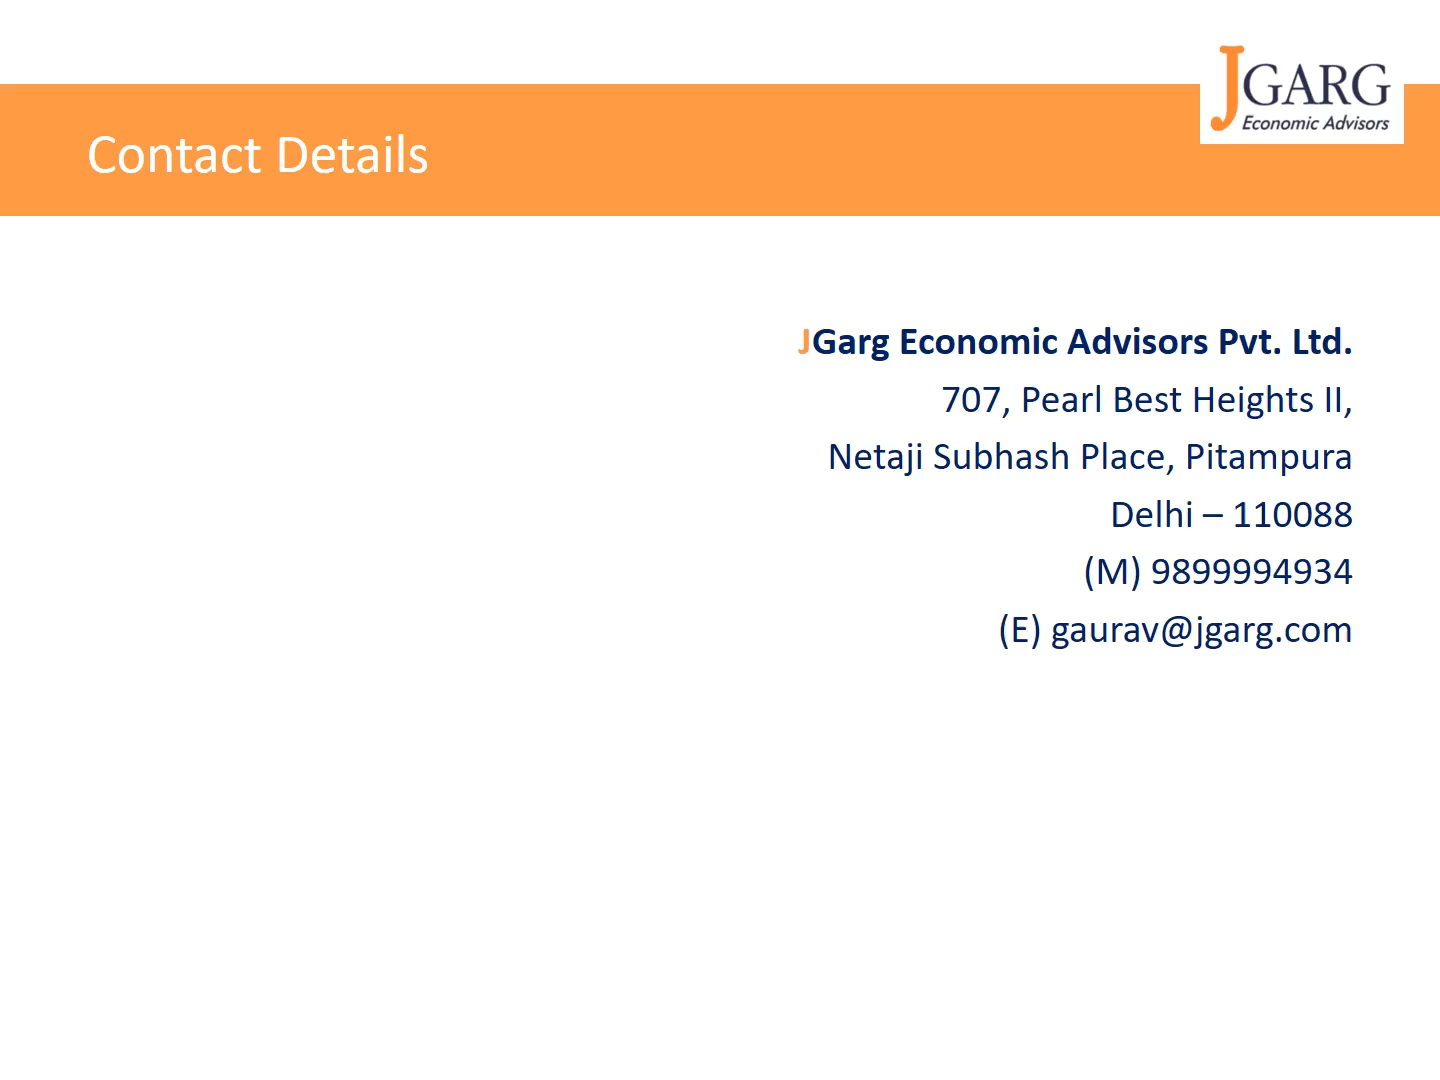 JGARG
Economic Advisors
Contact Details
JGarg Economic Advisors Pvt. Ltd.
707, Pearl Best Heights II,
Netaji Subhash Place, Pitampura
Delhi – 110088
(M) 9899994934
(E) gaurav@jgarg.com